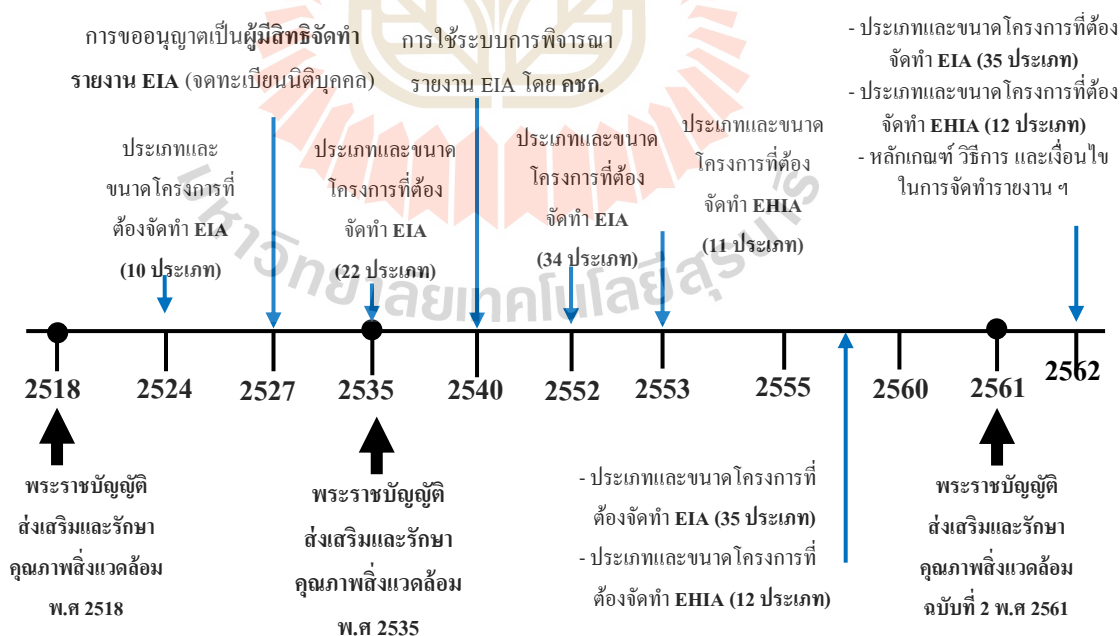 การขออนุญาตเป็นผู้มีสิทธิจัดทำ
รายงาน EIA (จดทะเบียนนิติบุคคล)
การใช้ระบบการพิจารณา
รายงาน EIA โดย คชก.
- ประเภทและขนาดโครงการที่ต้อง
จัดทำ EIA (35 ประเภท)
- ประเภทและขนาดโครงการที่ต้อง
จัดทำ EHIA (12 ประเภท)
- หลักเกณฑ์ วิธีการ และเงื่อนไข
ในการจัดทำรายงาน ฯ
ประเภทและ
ขนาดโครงการที่
ต้องจัดทำ EIA
(10 ประเภท)
ประเภทและขนาด
โครงการที่ต้อง
จัดทำ EIA
(22 ประเภท)
ประเภทและขนาด
โครงการที่ต้อง
จัดทำ EIA
(34 ประเภท)
ประเภทและขนาด
โครงการที่ต้อง
จัดทำ EHIA
(11 ประเภท)
มหาวิทยาลัยเทคโนโลยีสุรนารี
2518
2524
2527
2535
2540
2552
2553
2555
2560
2561
2562
พระราชบัญญัติ
ส่งเสริมและรักษา
คุณภาพสิ่งแวดล้อม
พ.ศ 2518
พระราชบัญญัติ
ส่งเสริมและรักษา
คุณภาพสิ่งแวดล้อม
พ.ศ 2535
- ประเภทและขนาดโครงการที่
ต้องจัดทำ EIA (35 ประเภท)
- ประเภทและขนาดโครงการที่
ต้องจัดทำ EHIA (12 ประเภท)
พระราชบัญญัติ
ส่งเสริมและรักษา
คุณภาพสิ่งแวดล้อม
ฉบับที่ 2 พ.ศ 2561